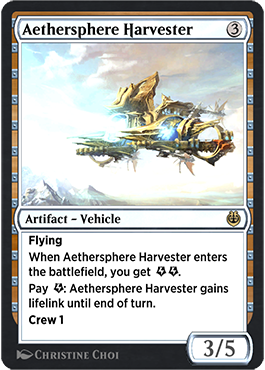 Aethersphere Harvester 3
Artifact – Vehicle
Flying
When Aethersphere Harvester enters
the battlefield, you get
Pay : Aethersphere Harvester gains
lifelink until end of turn.
Crew 1
3/5
Christine Choi